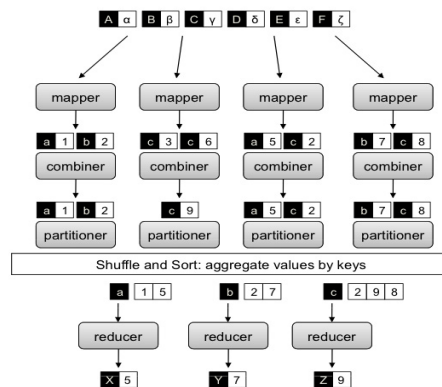 A α B β C γ D δ E ε F ζ
mapper mapper mapper mapper
a 1 b 2 c 3 c 6 a 5 c 2 b 7 c 8
combiner combiner combiner combiner
a 1 b 2 c 9 a 5 c 2 b 7 c 8
partitioner partitioner partitioner partitioner
Shuffle and Sort: aggregate values by keys
a 1 5 b 2 7 c 2 9 8
reducer reducer reducer
X 5 Y 7 Z 9